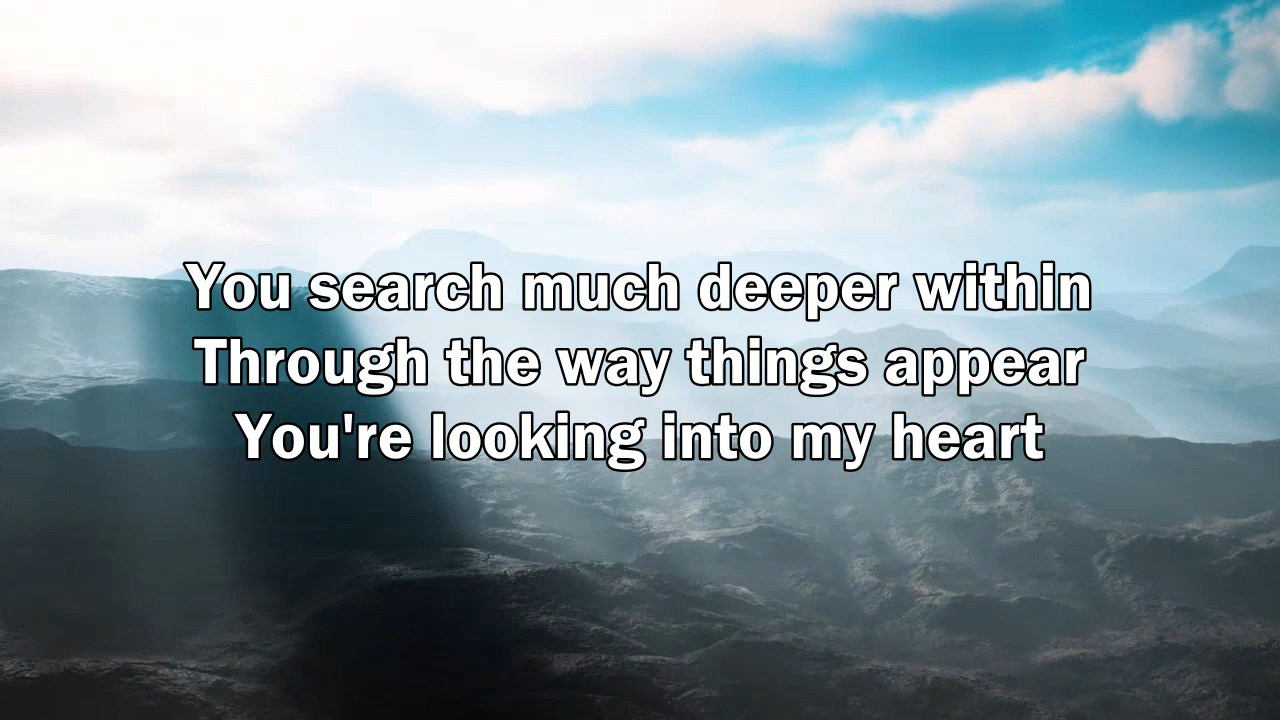 You search much deeper within
Through the way things appear
You're looking into my heart